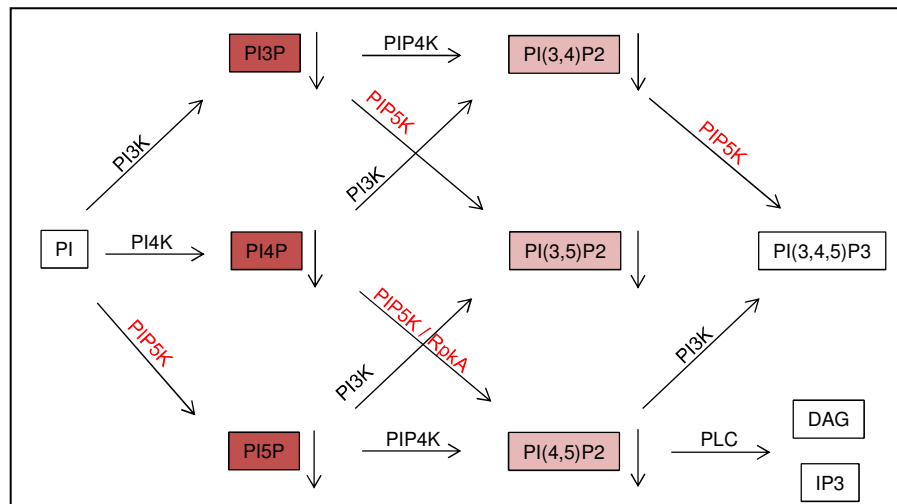 PI3P
PIP4K
PI(3,4)P2
PI3K
PIP5K
PI3K
PIP5K
PI
PI4K
PI4P
PI(3,5)P2
PI(3,4,5)P3
PIP5K
PIP5K / RpkA
PI3K
PI3K
PI5P
PIP4K
PI(4,5)P2
PLC
DAG
IP3